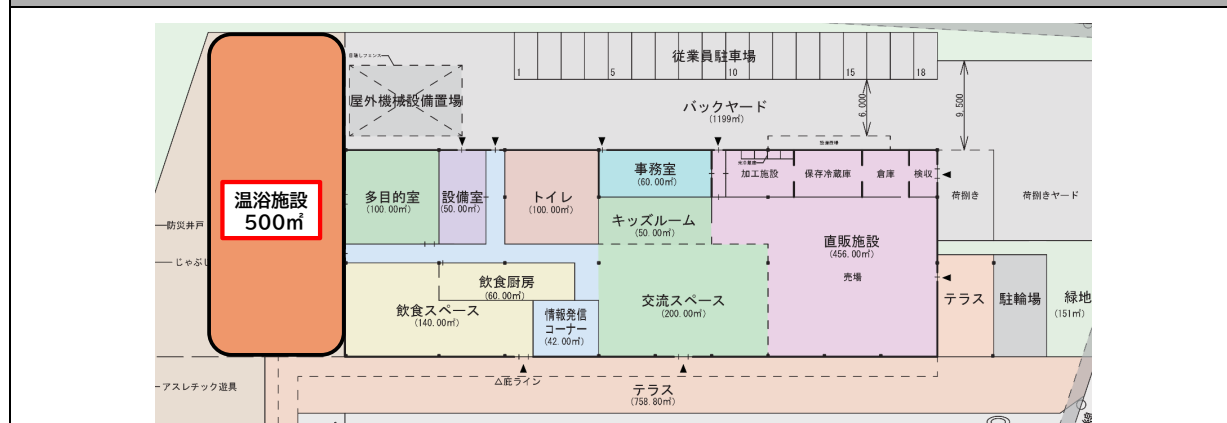 従業員駐車場
1 5 10 15 18
目隠しフェンス
屋外機械設備置場
バックヤード
(1199㎡)
6,000
9,500
多目的室
(100.00㎡)
設備室
(50.00㎡)
トイレ
(100.00㎡)
事務室
(60.00㎡)
加工施設
保存冷蔵庫
倉庫
検収
荷捌き
荷捌きヤード
温浴施設
500㎡
防災井戸
キッズルーム
(50.00㎡)
直販施設
(456.00㎡)
売場
じゃぶ
飲食厨房
(60.00㎡)
飲食スペース
(140.00㎡)
情報発信
コーナー
(42.00㎡)
交流スペース
(200.00㎡)
テラス
駐輪場
緑地
(151㎡)
アスレチック遊具
△庇ライン
テラス
(758.80㎡)